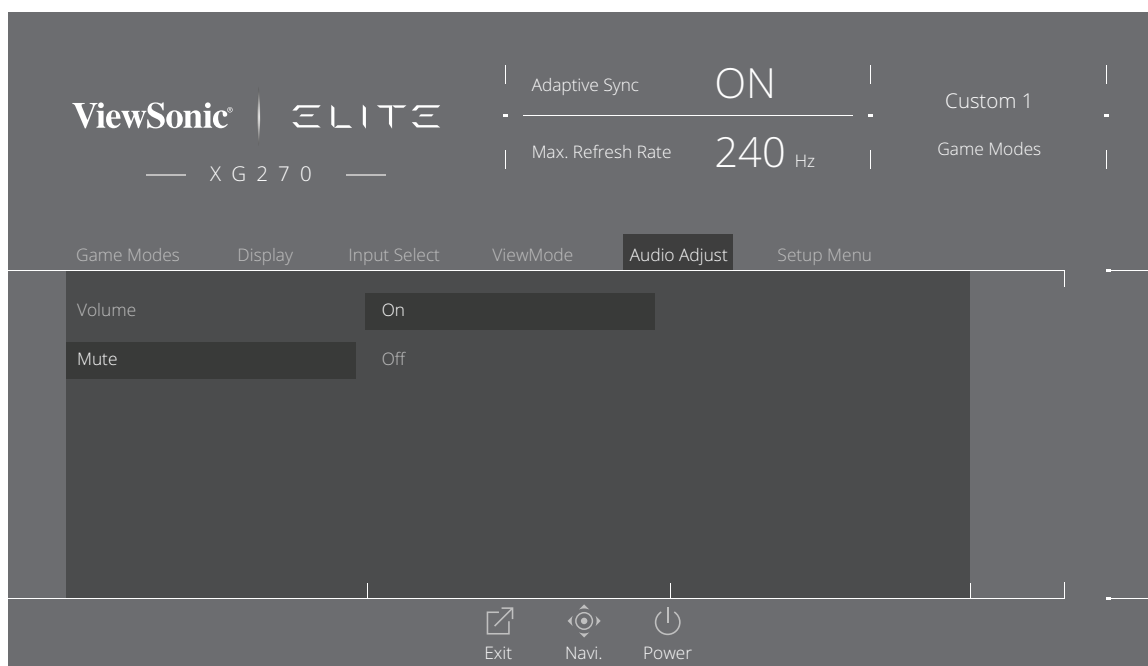 ViewSonic® ELITE
XG270
Adaptive Sync ON
Max. Refresh Rate 240 Hz
Custom 1
Game Modes
Game Modes Display Input Select ViewMode Audio Adjust Setup Menu
Volume On
Mute Off
Exit Navi. Power